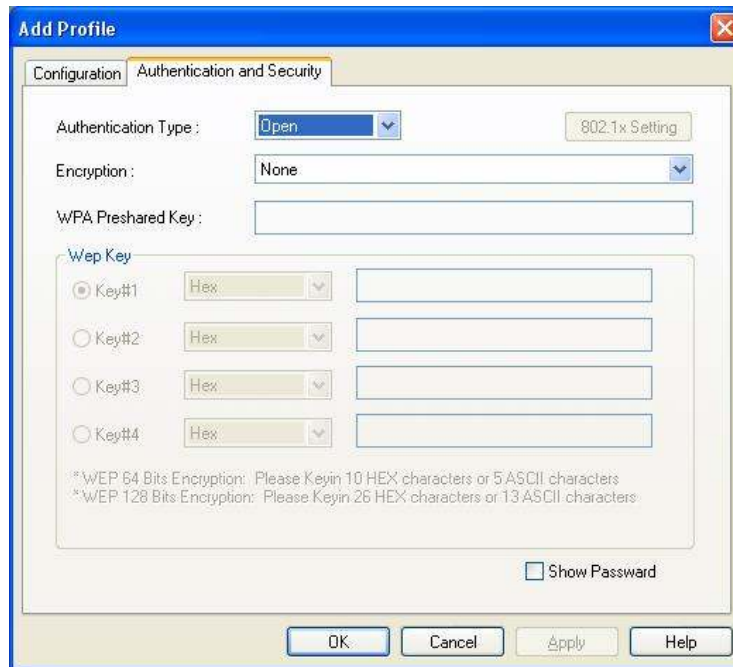 Add Profile
Configuration Authentication and Security
Authentication Type : Open 802.1x Setting
Encryption : None
WPA Preshared Key :
Wep Key
Key#1 Hex
Key#2 Hex
Key#3 Hex
Key#4 Hex
* WEP 64 Bits Encryption: Please Keyin 10 HEX characters or 5 ASCII characters
* WEP 128 Bits Encryption: Please Keyin 26 HEX characters or 13 ASCII characters
Show Passward
OK Cancel Apply Help